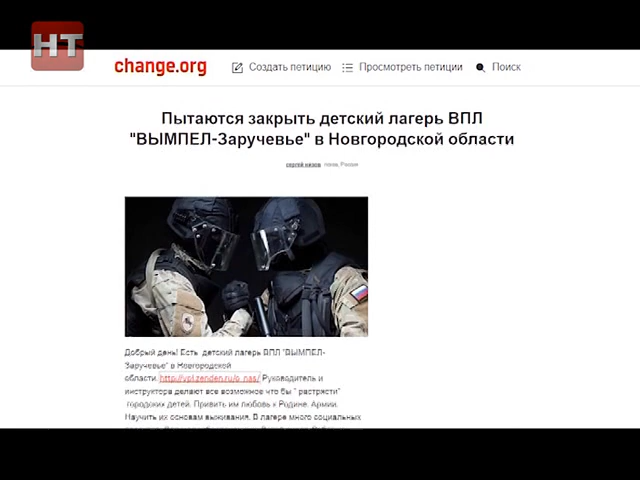 НТ
change.org Создать петицию Просмотреть петиции Поиск
Пытаются закрыть детский лагерь ВПЛ
"ВЫМПЕЛ-Заручевье" в Новгородской области
Россия
Добрый день! Есть детский лагерь ВПЛ "ВЫМПЕЛ-
Заручевье" в Новгородской
области. http://vpl.zenden.ru/o_nas/ Руководитель и
инструктора делают все возможное что бы " растрясти"
городских детей. Привить им любовь к Родине. Армии.
Научить их основам выживания. В лагере много социальных